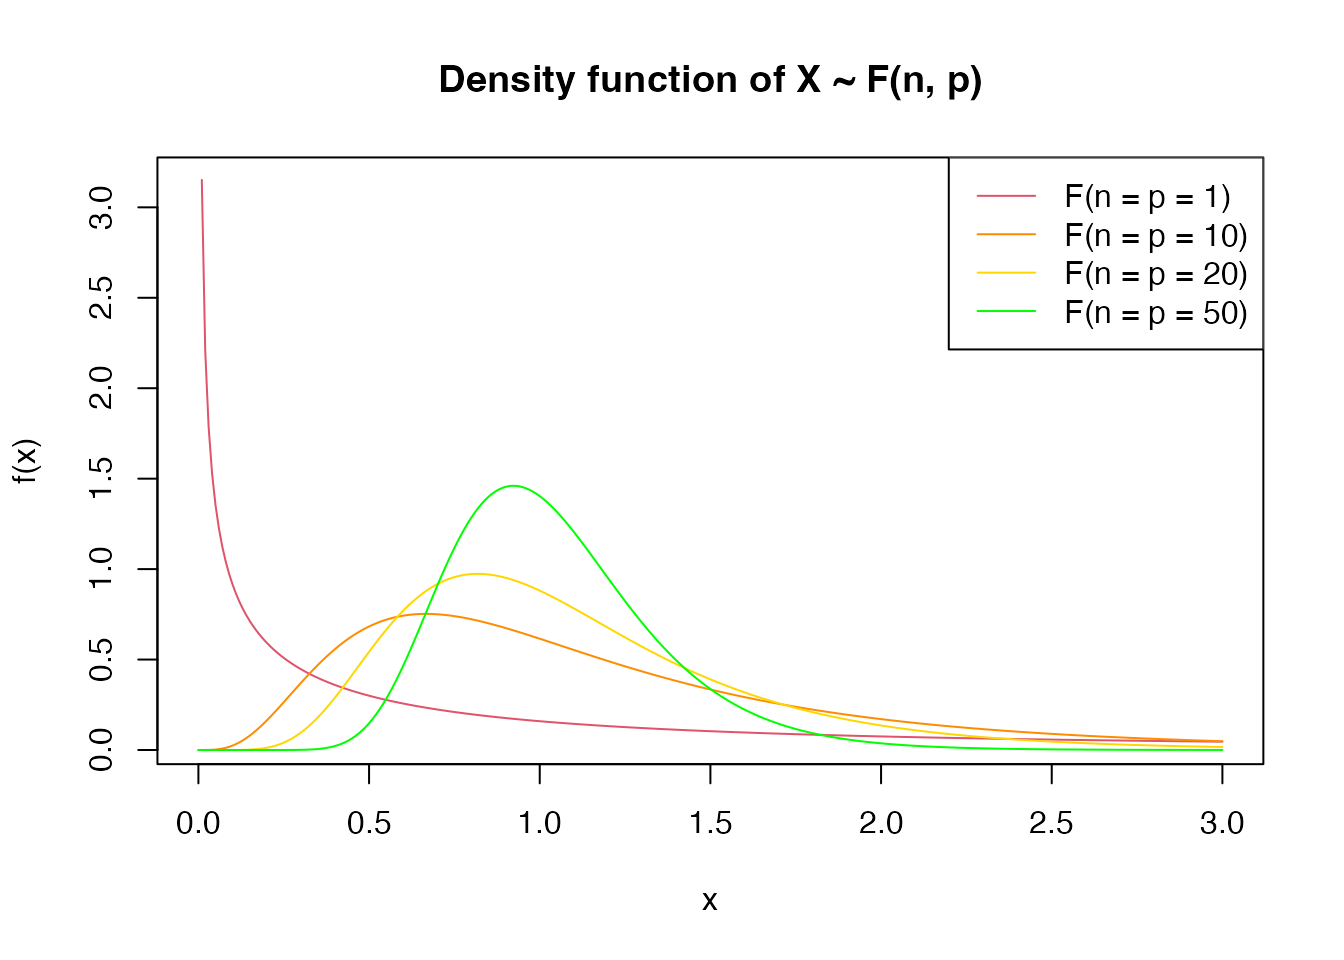 Density function of X ~ F(n, p)
F(n = p = 1)
F(n = p = 10)
F(n = p = 20)
F(n = p = 50)
f(x)
3.0
2.5
2.0
1.5
1.0
0.5
0.0
0.0 0.5 1.0 1.5 2.0 2.5 3.0
x